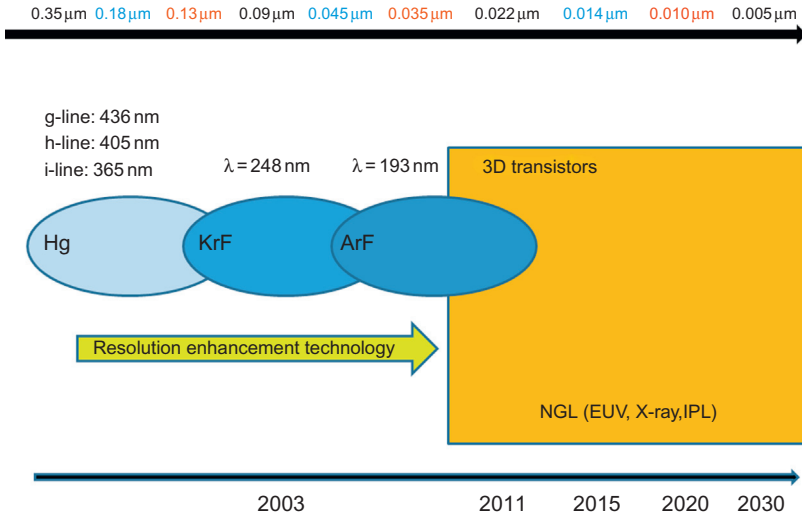 0.35 μm 0.18 μm 0.13 μm 0.09 μm 0.045 μm 0.035 μm 0.022 μm 0.014 μm 0.010 μm 0.005 μm
g-line: 436 nm
h-line: 405 nm
i-line: 365 nm
λ = 248 nm
λ = 193 nm
3D transistors
Hg
KrF
ArF
Resolution enhancement technology
NGL (EUV, X-ray,IPL)
2003 2011 2015 2020 2030